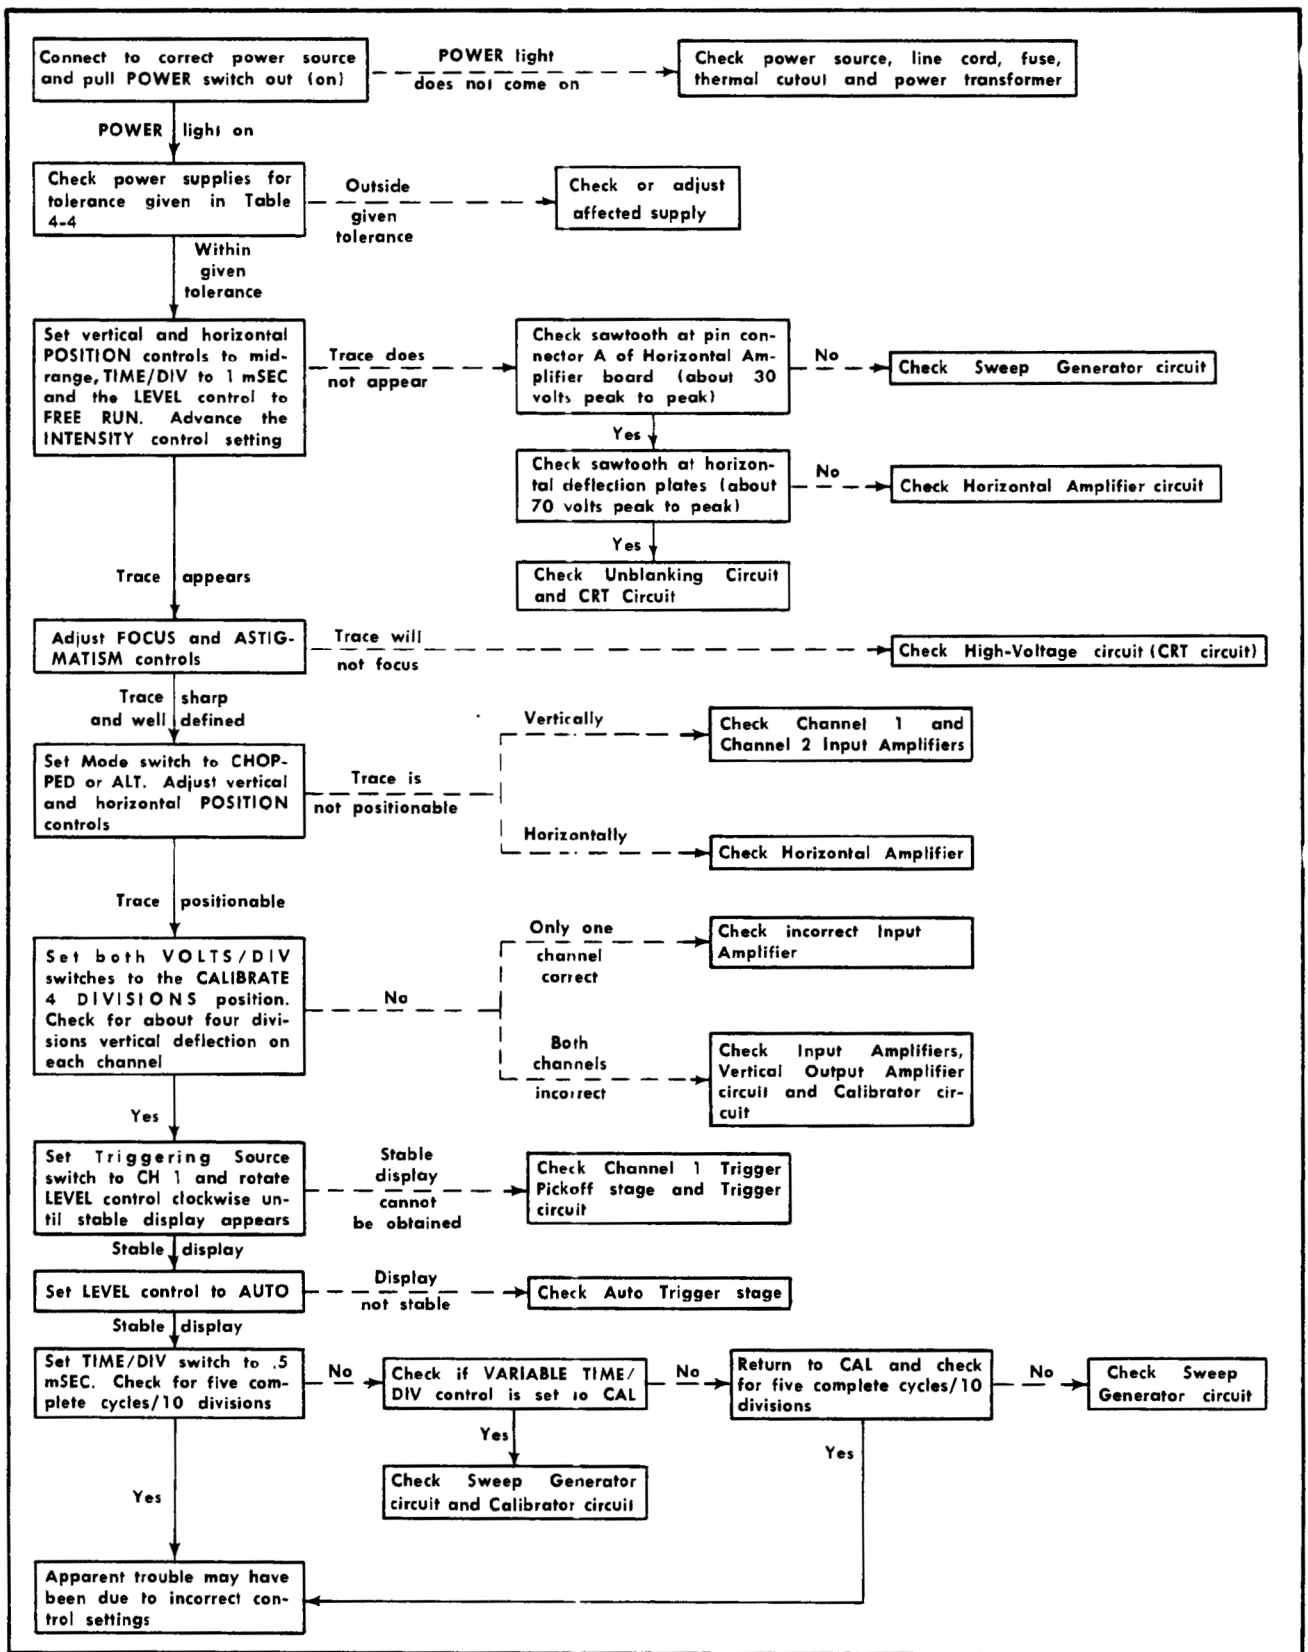 Connect to correct power source
and pull POWER switch out (on)
POWER light
does not come on
Check power source, line cord, fuse,
thermal cutout and power transformer
POWER light on
Check power supplies for
tolerance given in Table
4-4
Outside
given
tolerance
Check or adjust
affected supply
Within
given
tolerance
Set vertical and horizontal
POSITION controls to mid-
range, TIME/DIV to 1 mSEC
and the LEVEL control to
FREE RUN. Advance the
INTENSITY control setting
Trace does
not appear
Check sawtooth at pin con-
nector A of Horizontal Am-
plifier board (about 30
volts peak to peak)
No
Check Sweep Generator circuit
Yes
Check sawtooth at horizon-
tal deflection plates (about
70 volts peak to peak)
No
Check Horizontal Amplifier circuit
Yes
Check Unblanking Circuit
and CRT Circuit
Trace appears
Adjust FOCUS and ASTIG-
MATISM controls
Trace will
not focus
Check High-Voltage circuit (CRT circuit)
Trace sharp
and well defined
Set Mode switch to CHOP-
PED or ALT. Adjust vertical
and horizontal POSITION
controls
Trace is
not positionable
Vertically
Check Channel 1 and
Channel 2 Input Amplifiers
Horizontally
Check Horizontal Amplifier
Trace positionable
Set both VOLTS/DIV
switches to the CALIBRATE
4 DIVISIONS position.
Check for about four divi-
sions vertical deflection on
each channel
No
Only one
channel
correct
Check incorrect Input
Amplifier
Both
channels
incorrect
Check Input Amplifiers,
Vertical Output Amplifier
circuit and Calibrator cir-
cuit
Yes
Set Triggering Source
switch to CH 1 and rotate
LEVEL control clockwise un-
til stable display appears
Stable
display
cannot
be obtained
Check Channel 1 Trigger
Pickoff stage and Trigger
circuit
Stable display
Set LEVEL control to AUTO
Display
not stable
Check Auto Trigger stage
Stable display
Set TIME/DIV switch to .5
mSEC. Check for five com-
plete cycles/10 divisions
No
Check if VARIABLE TIME/
DIV control is set to CAL
No
Return to CAL and check
for five complete cycles/10
divisions
No
Check Sweep
Generator circuit
Yes
Check Sweep Generator
circuit and Calibrator circuit
Yes
Yes
Apparent trouble may have
been due to incorrect con-
trol settings